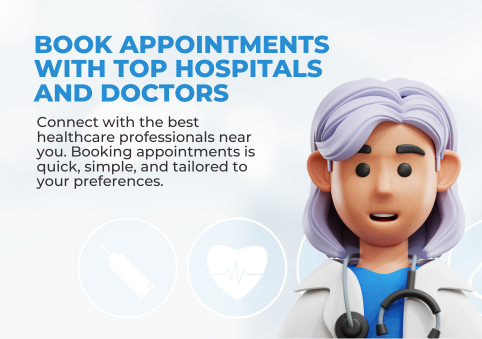 BOOK APPOINTMENTS
WITH TOP HOSPITALS
AND DOCTORS
Connect with the best
healthcare professionals near
you. Booking appointments is
quick, simple, and tailored to
your preferences.